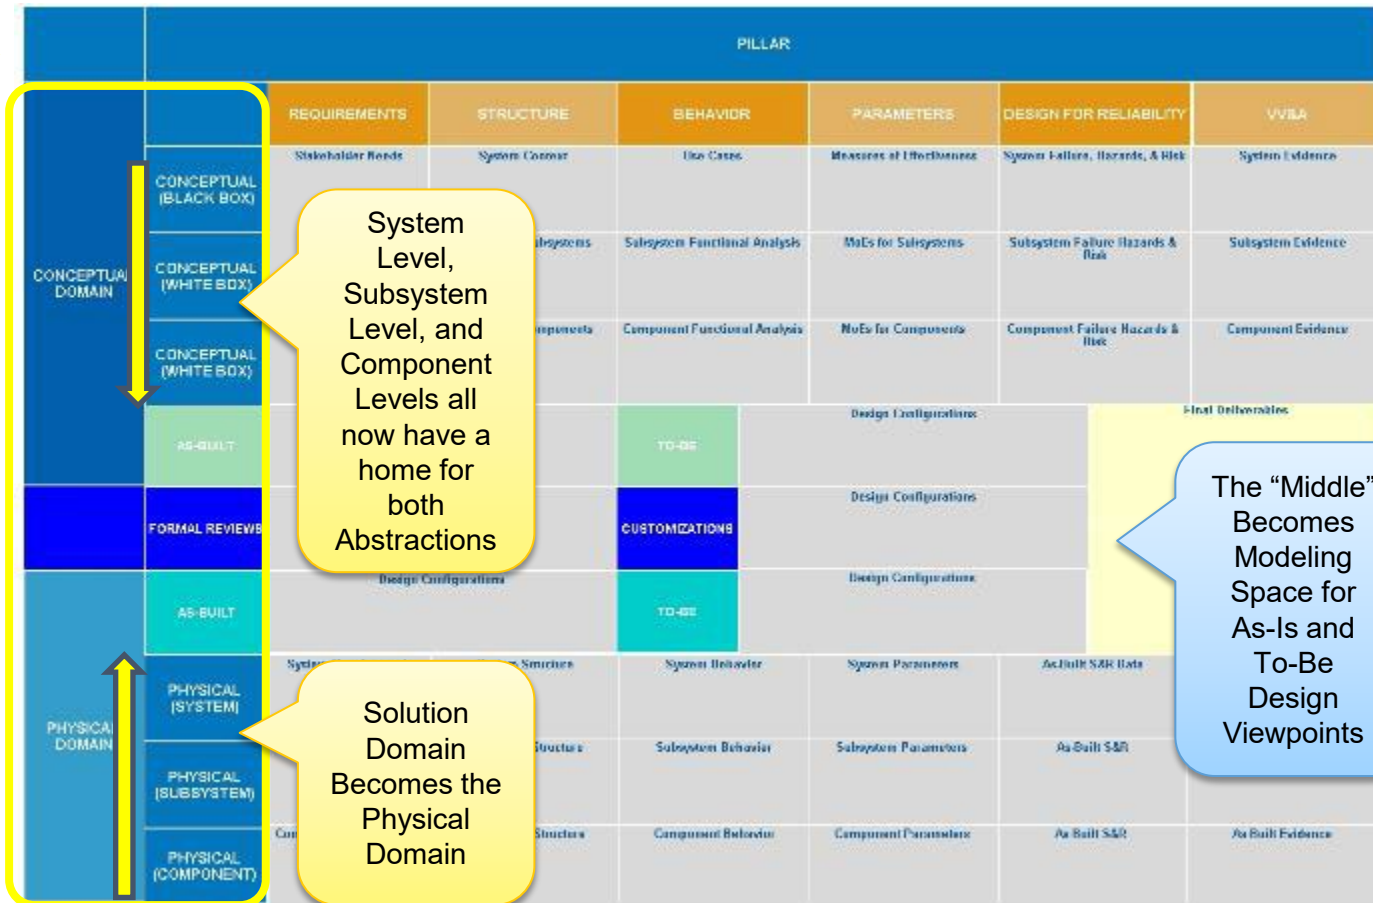 PILLAR
REQUIREMENTS STRUCTURE BEHAVIOR PARAMETERS DESIGN FOR RELIABILITY VV&A
CONCEPTUAL
DOMAIN
CONCEPTUAL
(BLACK BOX)
Stakeholder Needs System Context Use Cases Measures of Effectiveness System Failure, Hazards, & Risk System Evidence
CONCEPTUAL
(WHITE BOX)
Subsystem Functional Analysis MoEs for Subsystems Subsystem Failure Hazards &
Risk
Subsystem Evidence
CONCEPTUAL
(WHITE BOX)
Component Functional Analysis MoEs for Components Component Failure Hazards &
Risk
Component Evidence
System
Level,
Subsystem
Level, and
Component
Levels all
now have a
home for
both
Abstractions
AS-BUILT TO-BE Design Configurations Final Deliverables
FORMAL REVIEWS CUSTOMIZATIONS Design Configurations
AS-BUILT Design Configurations TO-BE Design Configurations
The “Middle”
Becomes
Modeling
Space for
As-Is and
To-Be
Design
Viewpoints
PHYSICAL
DOMAIN
PHYSICAL
(SYSTEM)
System Structure System Behavior System Parameters As-Built S&R Data
PHYSICAL
(SUBSYSTEM)
Structure Subsystem Behavior Subsystem Parameters As-Built S&R
PHYSICAL
(COMPONENT)
Structure Component Behavior Component Parameters As Built S&R As Built Evidence
Solution
Domain
Becomes the
Physical
Domain